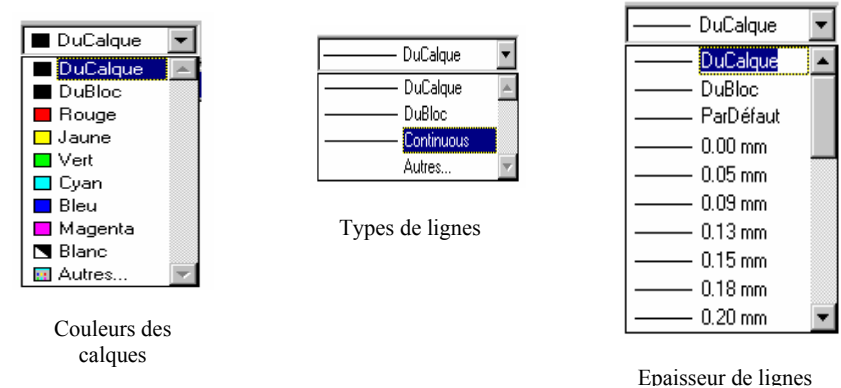 DuCalque
DuCalque
DuBloc
Rouge
Jaune
Vert
Cyan
Bleu
Magenta
Blanc
Autres...
Couleurs des
calques
DuCalque
DuCalque
DuBloc
Continuous
Autres...
Types de lignes
DuCalque
DuCalque
DuBloc
ParDéfaut
0.00 mm
0.05 mm
0.09 mm
0.13 mm
0.15 mm
0.18 mm
0.20 mm
Epaisseur de lignes